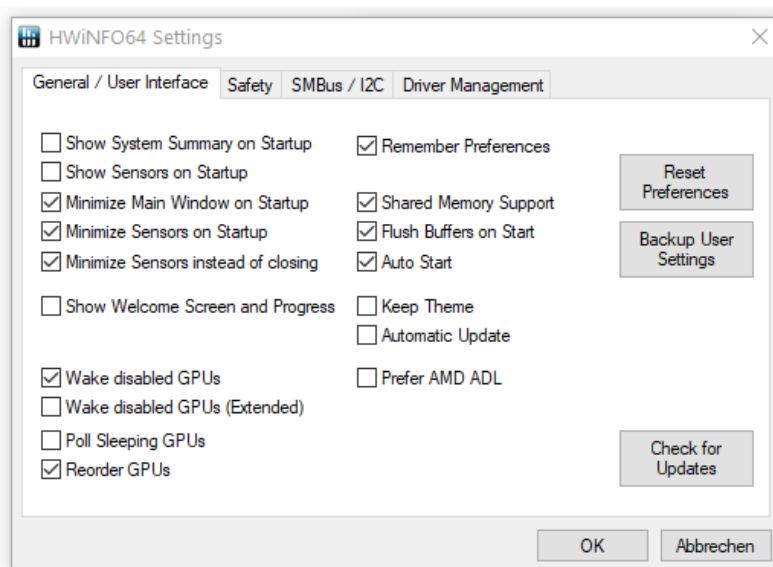 HWiNFO64 Settings
General / User Interface
Safety
SMBus / I2C
Driver Management
Show System Summary on Startup
Show Sensors on Startup
Minimize Main Window on Startup
Minimize Sensors on Startup
Minimize Sensors instead of closing
Show Welcome Screen and Progress
Wake disabled GPUs
Wake disabled GPUs (Extended)
Poll Sleeping GPUs
Reorder GPUs
Remember Preferences
Shared Memory Support
Flush Buffers on Start
Auto Start
Keep Theme
Automatic Update
Prefer AMD ADL
Reset
Preferences
Backup User
Settings
Check for
Updates
OK
Abbrechen